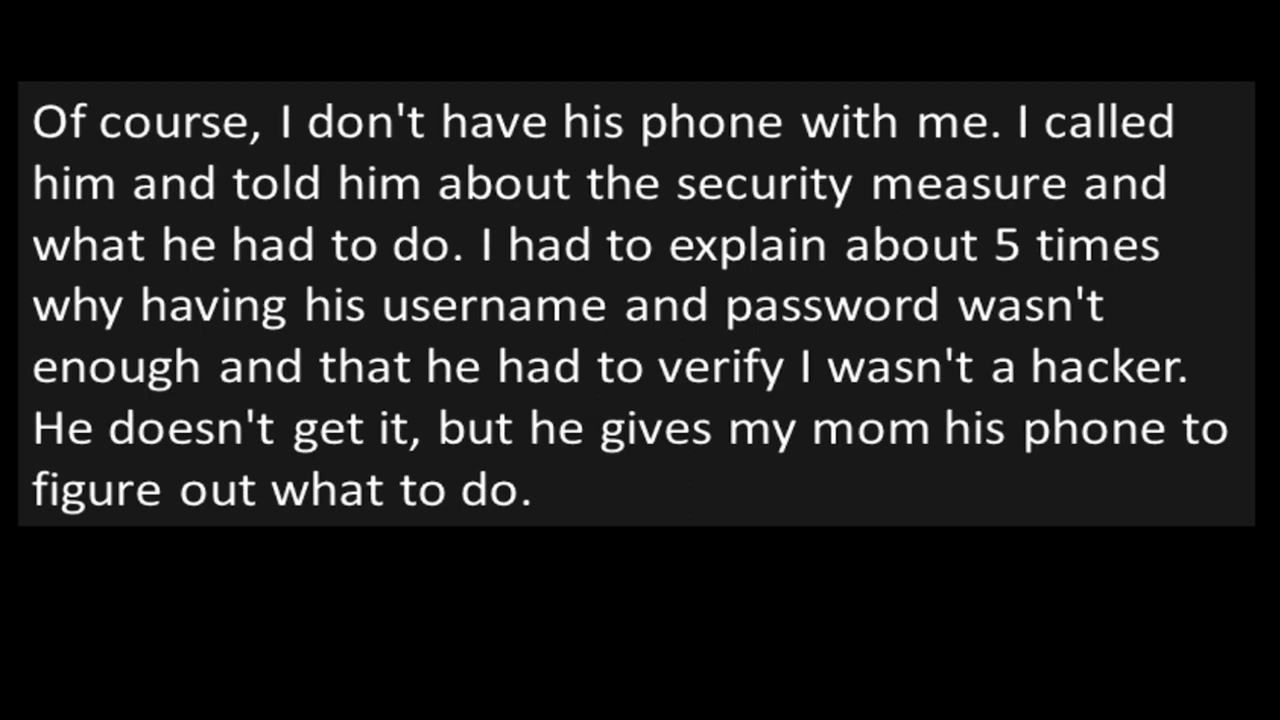 Of course, I don't have his phone with me. I called
him and told him about the security measure and
what he had to do. I had to explain about 5 times
why having his username and password wasn't
enough and that he had to verify I wasn't a hacker.
He doesn't get it, but he gives my mom his phone to
figure out what to do.